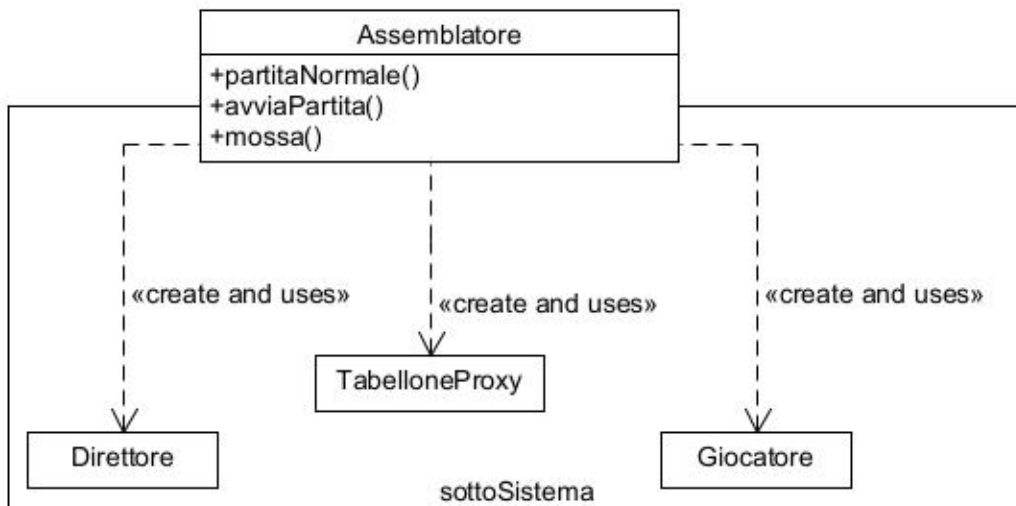 Assemblatore
+partitaNormale()
+avviaPartita()
+mossa()
«create and uses»
«create and uses»
«create and uses»
TabelloneProxy
Direttore
Giocatore
sottoSistema